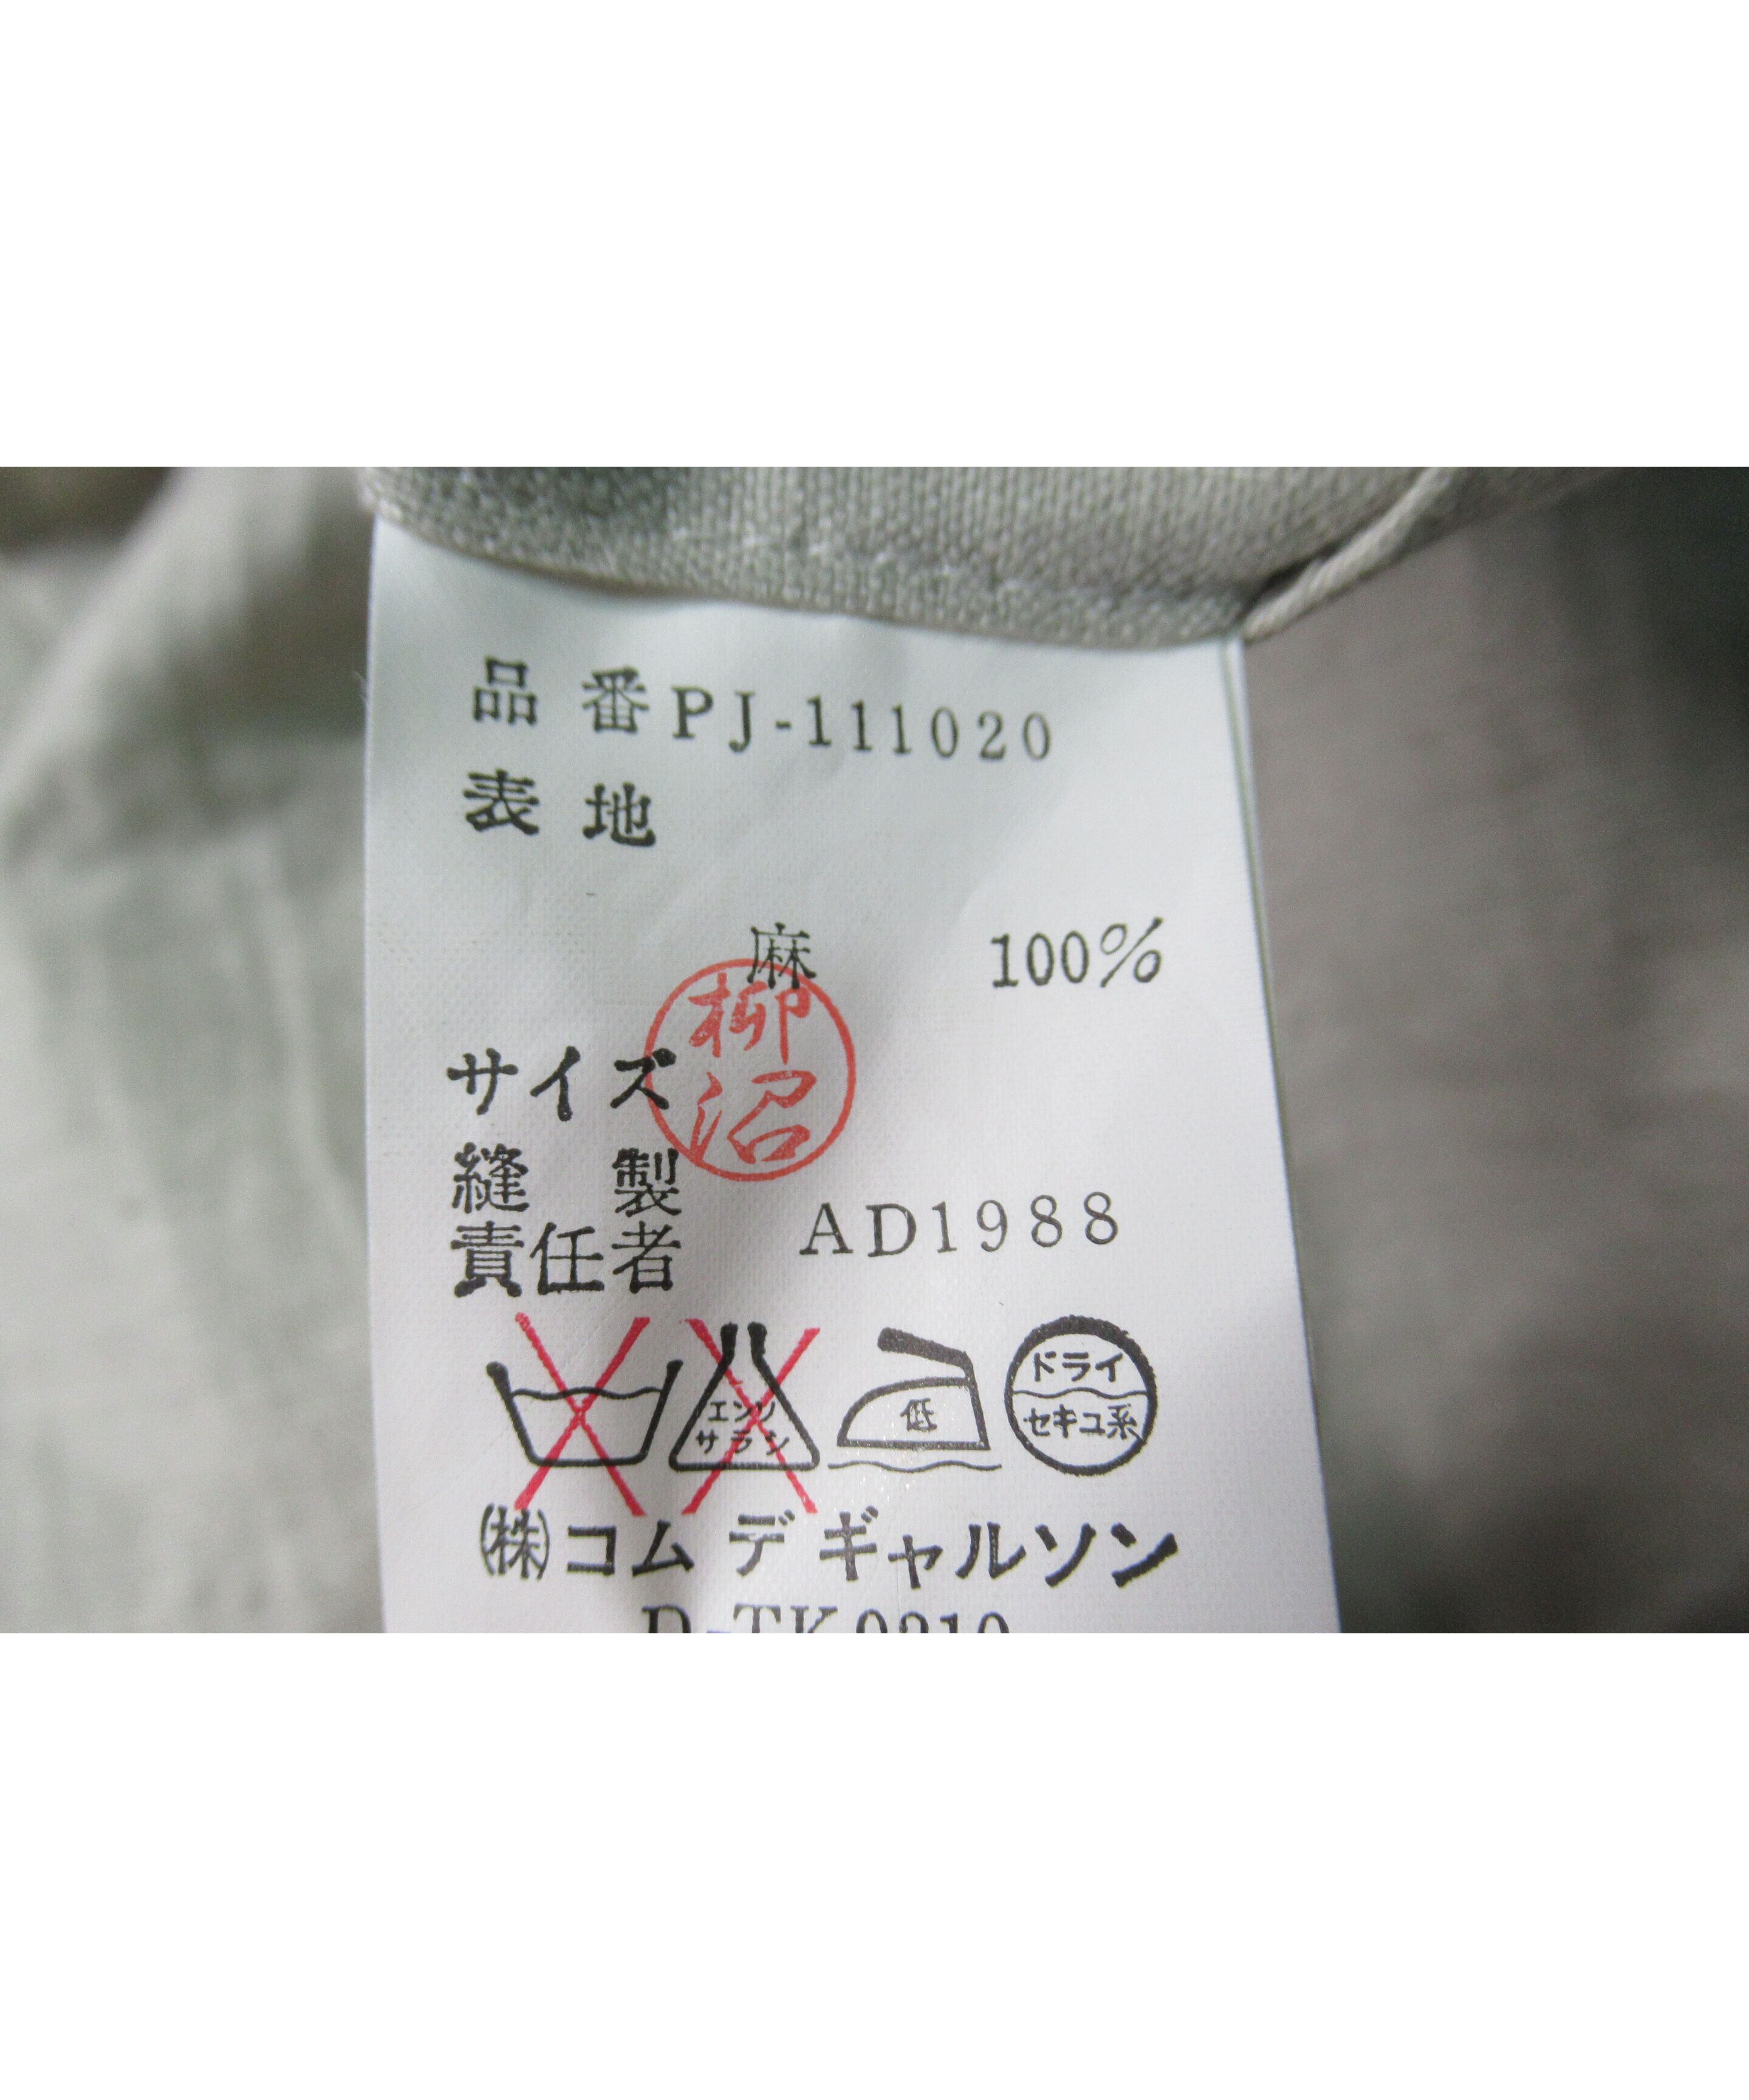 品番 PJ-111020
表地
麻 100%
柳沼
サイズ
縫製
責任者 AD1988
エンソサラシ
低
ドライ
セキユ系
(株)コム デ ギャルソン